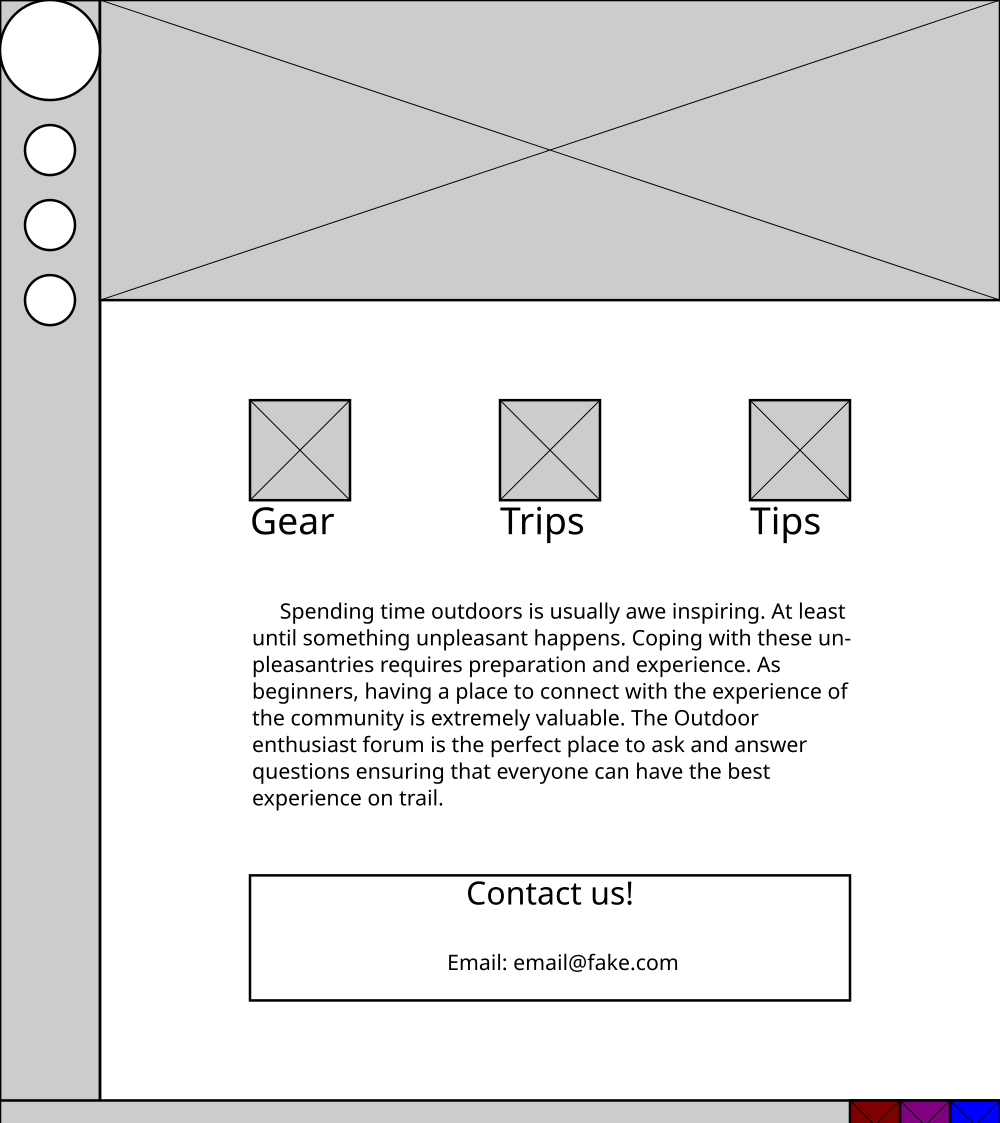 Gear
Trips
Tips
Spending time outdoors is usually awe inspiring. At least
until something unpleasant happens. Coping with these un-
pleasantries requires preparation and experience. As
beginners, having a place to connect with the experience of
the community is extremely valuable. The Outdoor
enthusiast forum is the perfect place to ask and answer
questions ensuring that everyone can have the best
experience on trail.
Contact us!
Email: email@fake.com